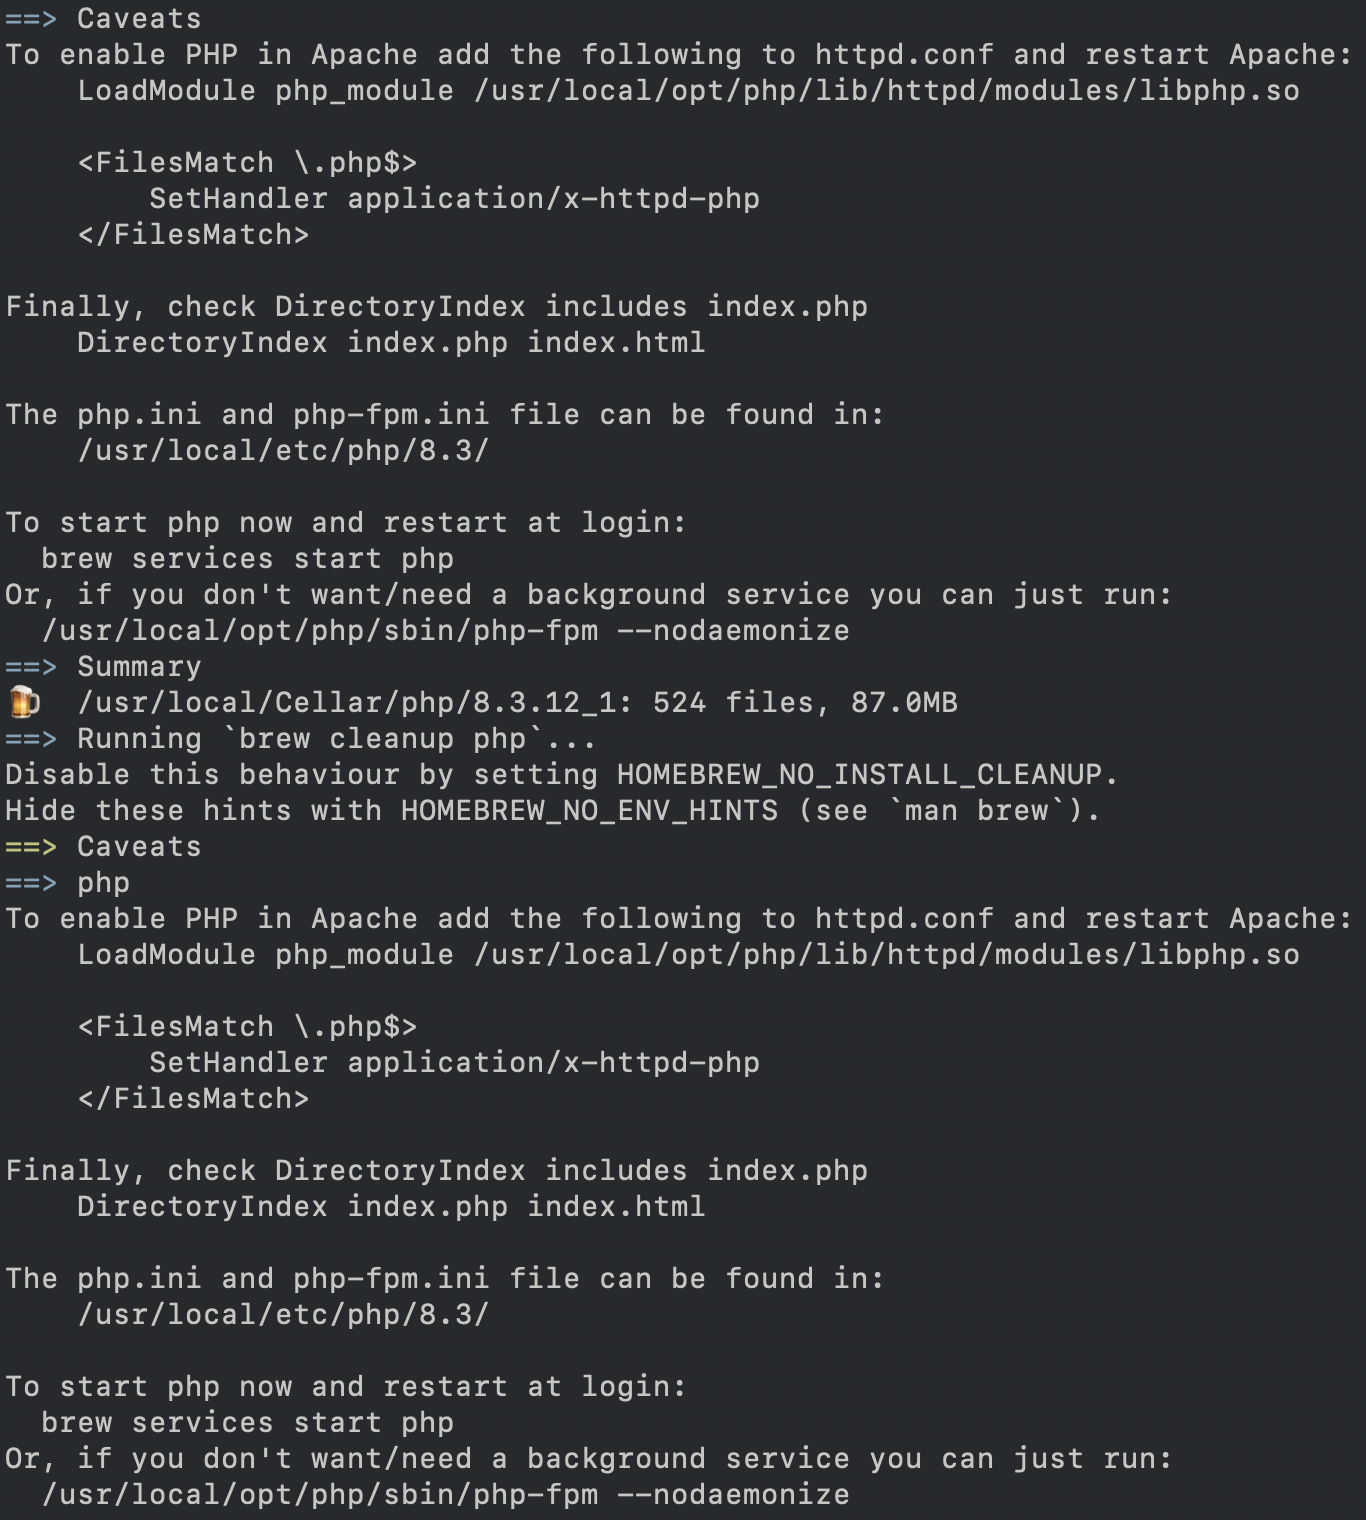 ==> Caveats
To enable PHP in Apache add the following to httpd.conf and restart Apache:
    LoadModule php_module /usr/local/opt/php/lib/httpd/modules/libphp.so

    <FilesMatch \.php$>
        SetHandler application/x-httpd-php
    </FilesMatch>

Finally, check DirectoryIndex includes index.php
    DirectoryIndex index.php index.html

The php.ini and php-fpm.ini file can be found in:
    /usr/local/etc/php/8.3/

To start php now and restart at login:
  brew services start php
Or, if you don't want/need a background service you can just run:
  /usr/local/opt/php/sbin/php-fpm --nodaemonize
==> Summary
🍺  /usr/local/Cellar/php/8.3.12_1: 524 files, 87.0MB
==> Running `brew cleanup php`...
Disable this behaviour by setting HOMEBREW_NO_INSTALL_CLEANUP.
Hide these hints with HOMEBREW_NO_ENV_HINTS (see `man brew`).
==> Caveats
==> php
To enable PHP in Apache add the following to httpd.conf and restart Apache:
    LoadModule php_module /usr/local/opt/php/lib/httpd/modules/libphp.so

    <FilesMatch \.php$>
        SetHandler application/x-httpd-php
    </FilesMatch>

Finally, check DirectoryIndex includes index.php
    DirectoryIndex index.php index.html

The php.ini and php-fpm.ini file can be found in:
    /usr/local/etc/php/8.3/

To start php now and restart at login:
  brew services start php
Or, if you don't want/need a background service you can just run:
  /usr/local/opt/php/sbin/php-fpm --nodaemonize